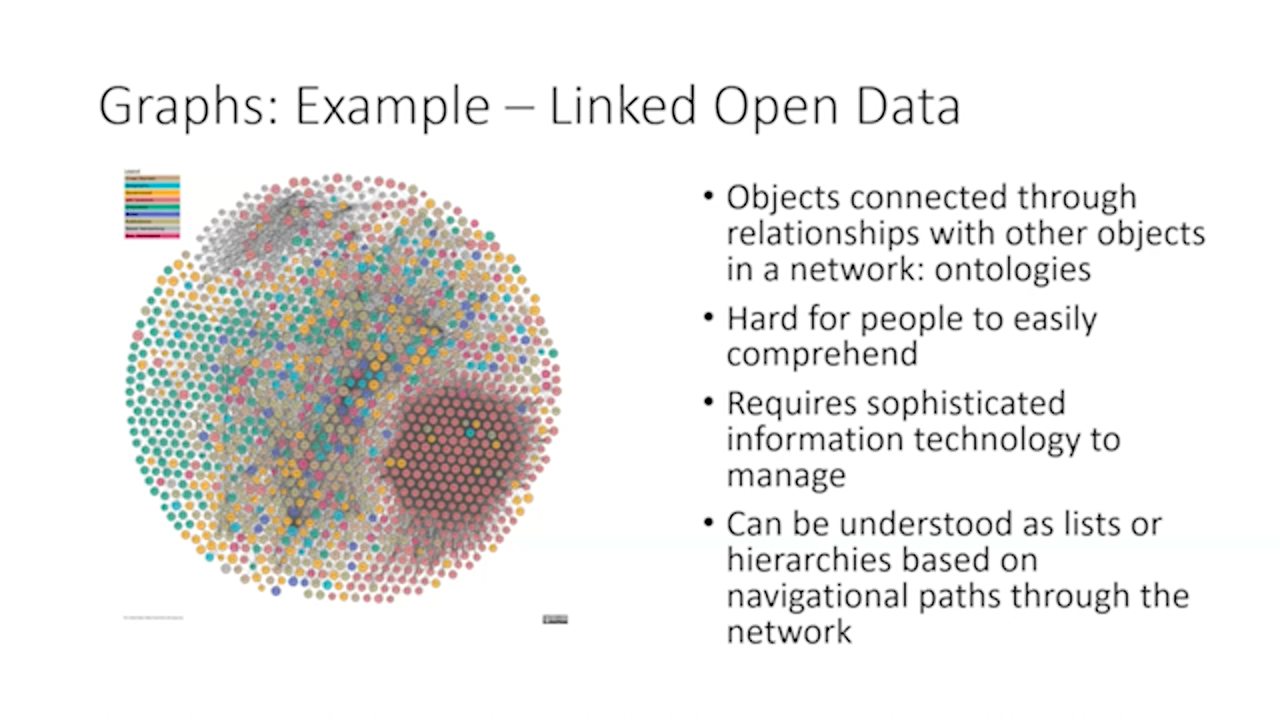 Graphs: Example – Linked Open Data
• Objects connected through
relationships with other objects
in a network: ontologies
• Hard for people to easily
comprehend
• Requires sophisticated
information technology to
manage
• Can be understood as lists or
hierarchies based on
navigational paths through the
network